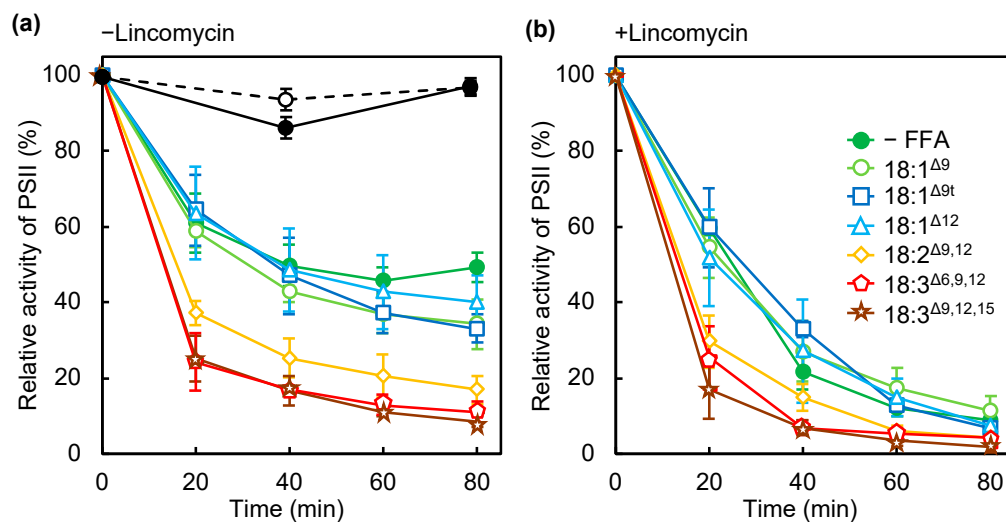 (a)
−Lincomycin
Relative activity of PSII (%)
100
80
60
40
20
0
0 20 40 60 80
Time (min)
(b)
+Lincomycin
Relative activity of PSII (%)
100
80
60
40
20
0
0 20 40 60 80
Time (min)
− FFA
18:1Δ9
18:1Δ9t
18:1Δ12
18:2Δ9,12
18:3Δ6,9,12
18:3Δ9,12,15